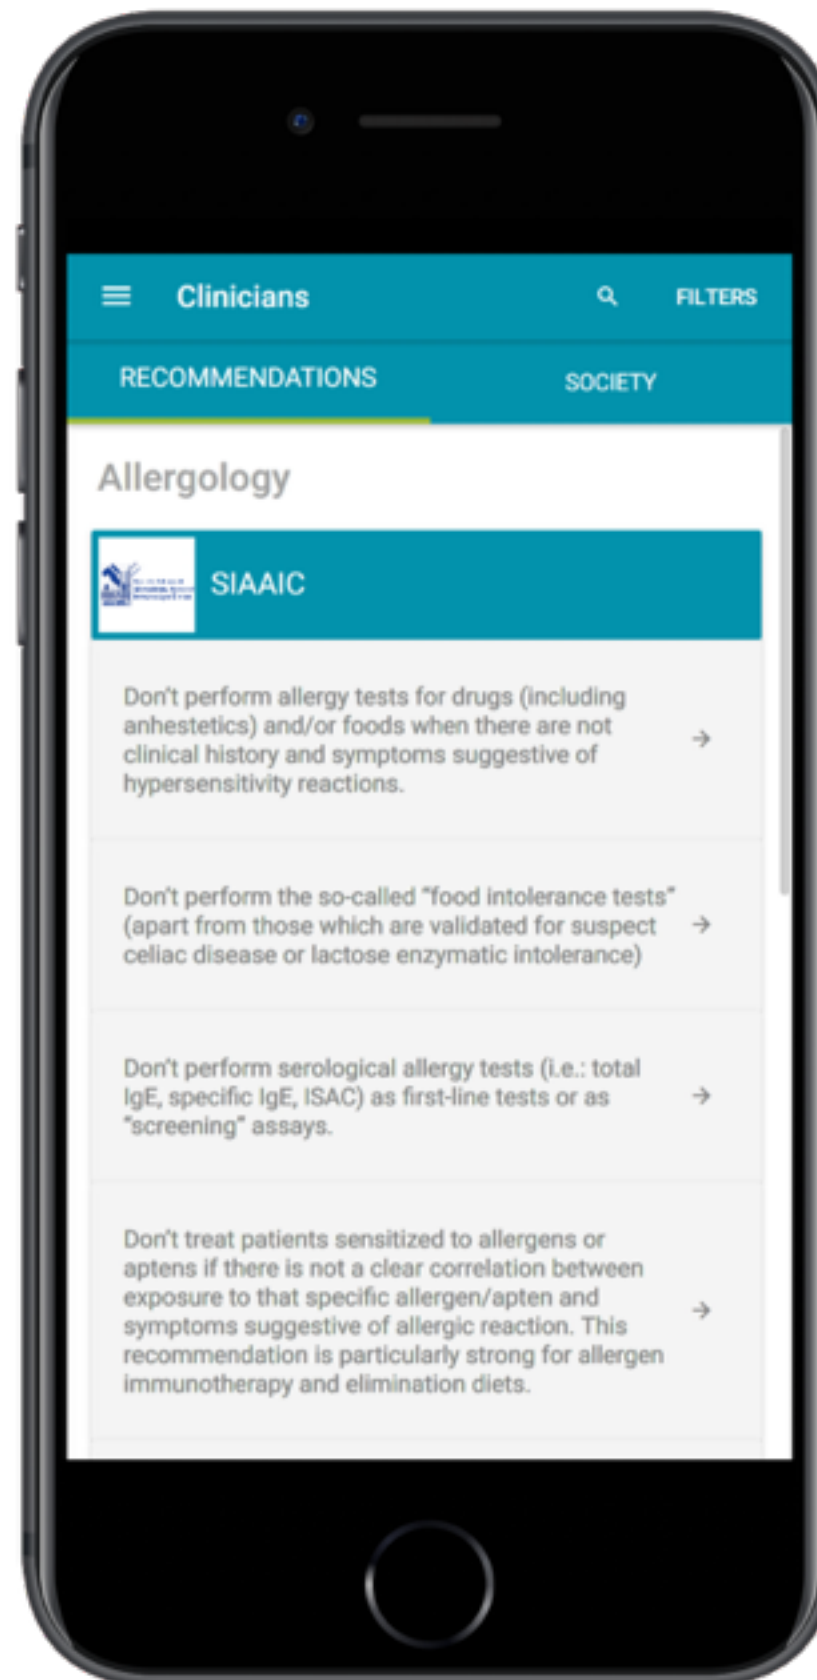 Clinicians
FILTERS
RECOMMENDATIONS
SOCIETY
Allergology
SIAAIC
Don't perform allergy tests for drugs (including
anhestetics) and/or foods when there are not
clinical history and symptoms suggestive of
hypersensitivity reactions.
Don't perform the so-called "food intolerance tests"
(apart from those which are validated for suspect
celiac disease or lactose enzymatic intolerance)
Don't perform serological allergy tests (i.e.: total
IgE, specific IgE, ISAC) as first-line tests or as
"screening" assays.
Don't treat patients sensitized to allergens or
aptens if there is not a clear correlation between
exposure to that specific allergen/apten and
symptoms suggestive of allergic reaction. This
recommendation is particularly strong for allergen
immunotherapy and elimination diets.